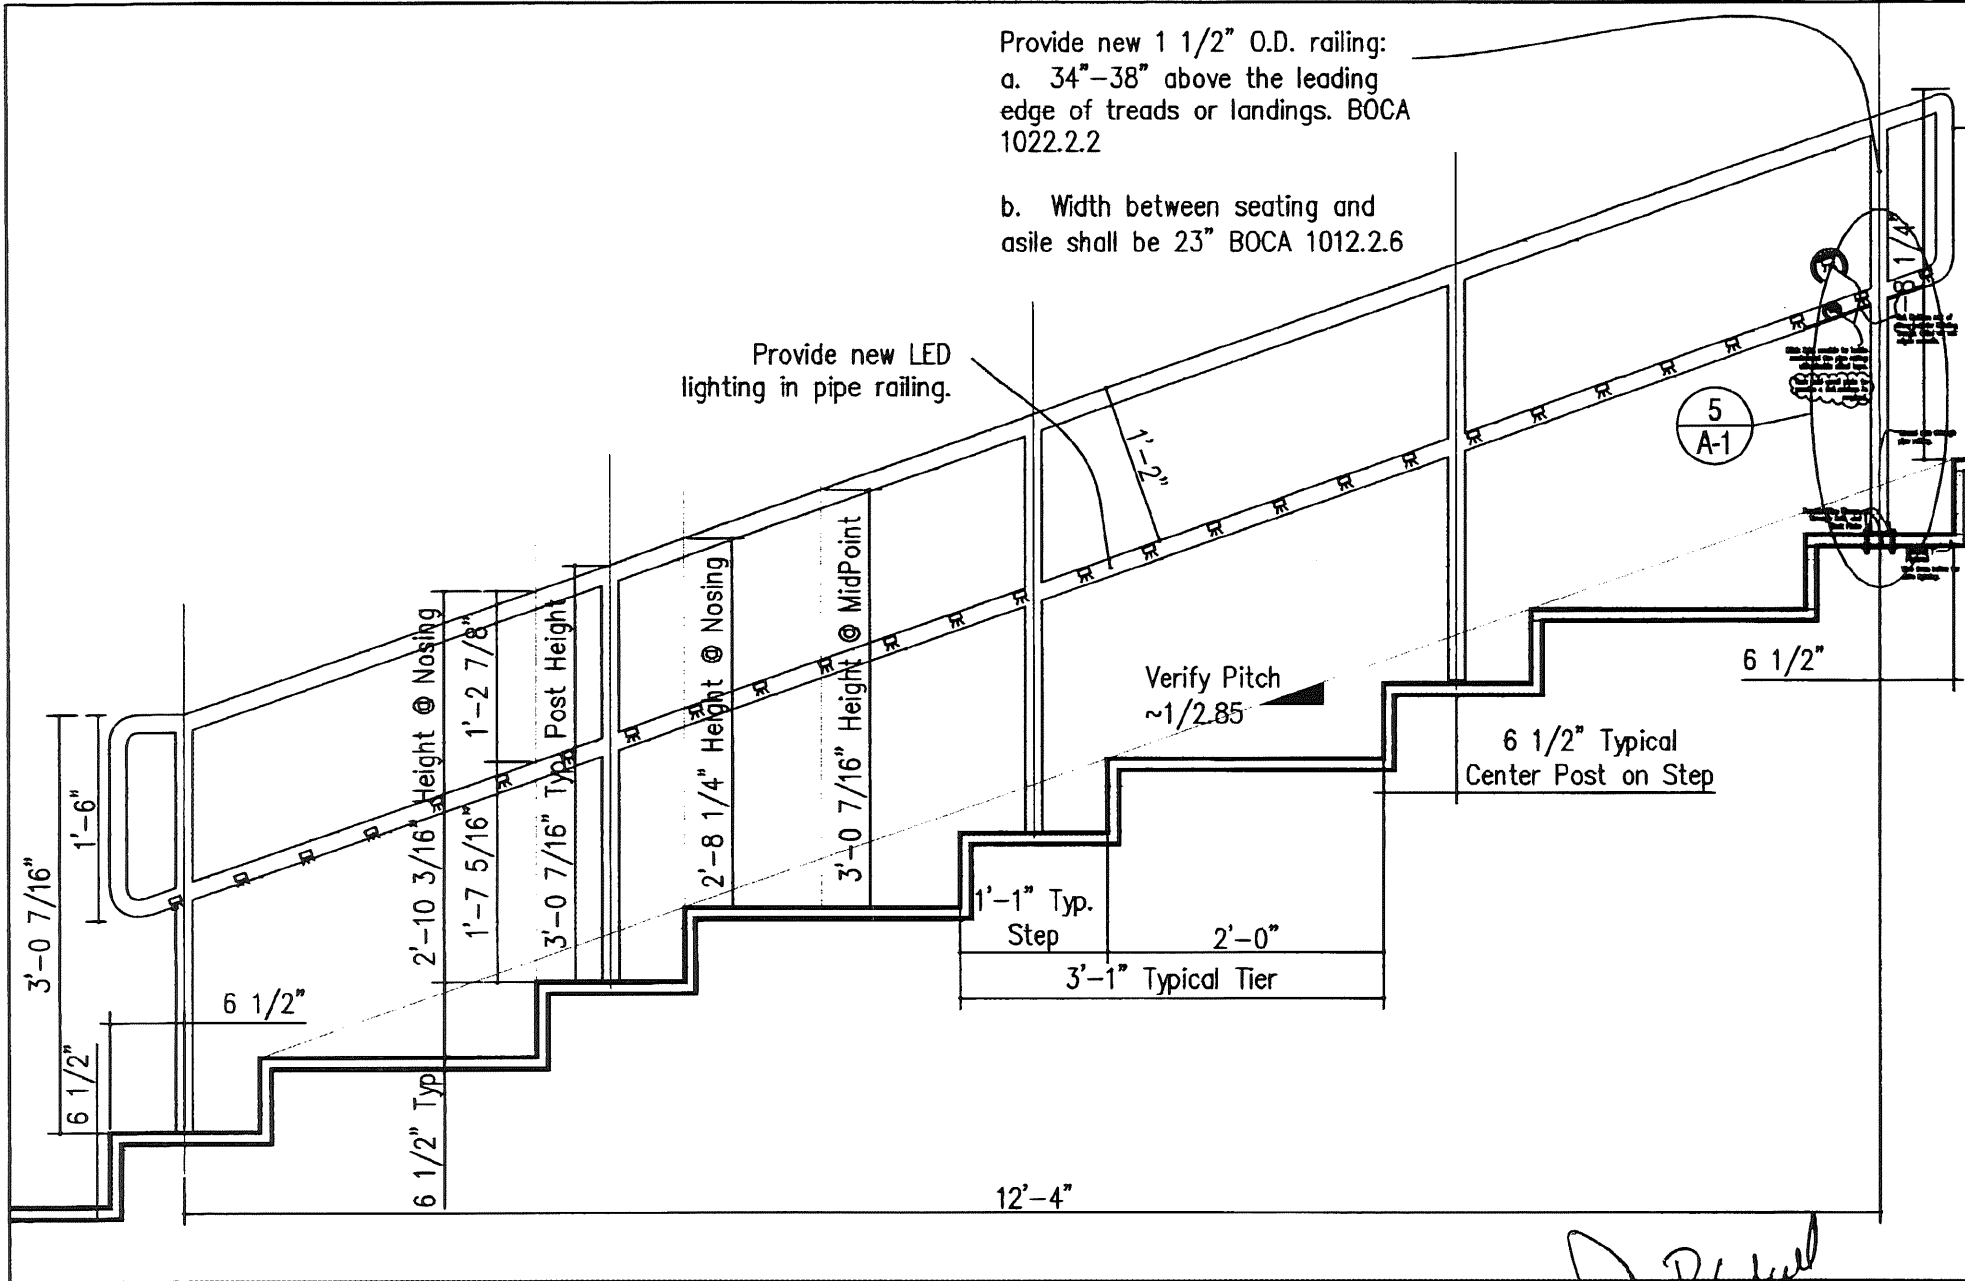 Provide new 1 1/2" O.D. railing:
a. 34"-38" above the leading
edge of treads or landings. BOCA
1022.2.2
b. Width between seating and
asile shall be 23" BOCA 1012.2.6
Provide new LED
lighting in pipe railing.
1'-2"
5
A-1
2'-10 3/16" Height @ Nosing
1'-2 7/8"
1'-7 5/16"
3'-0 7/16" Typ Post Height
2'-8 1/4" Height @ Nosing
3'-0 7/16" Height @ MidPoint
Verify Pitch
~1/2.85
6 1/2"
6 1/2" Typical
Center Post on Step
1'-6"
3'-0 7/16"
1'-1" Typ.
Step
2'-0"
3'-1" Typical Tier
6 1/2"
6 1/2"
6 1/2" Typ
12'-4"